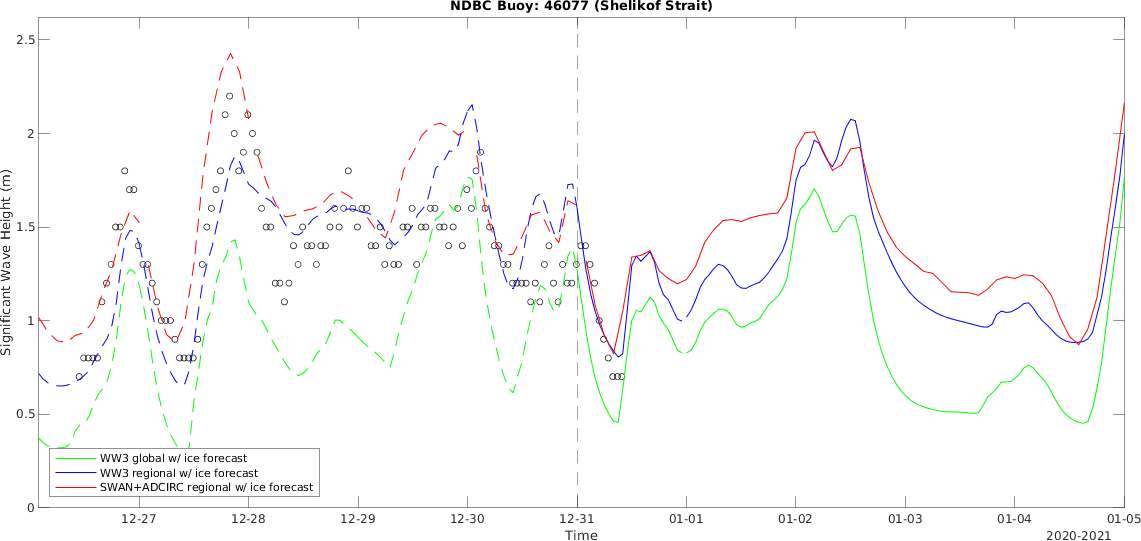 NDBC Buoy: 46077 (Shelikof Strait)
Significant Wave Height (m)
2.5
2
1.5
1
0.5
0
WW3 global w/ ice forecast
WW3 regional w/ ice forecast
SWAN+ADCIRC regional w/ ice forecast
12-27 12-28 12-29 12-30 12-31 01-01 01-02 01-03 01-04 01-05
Time
2020-2021